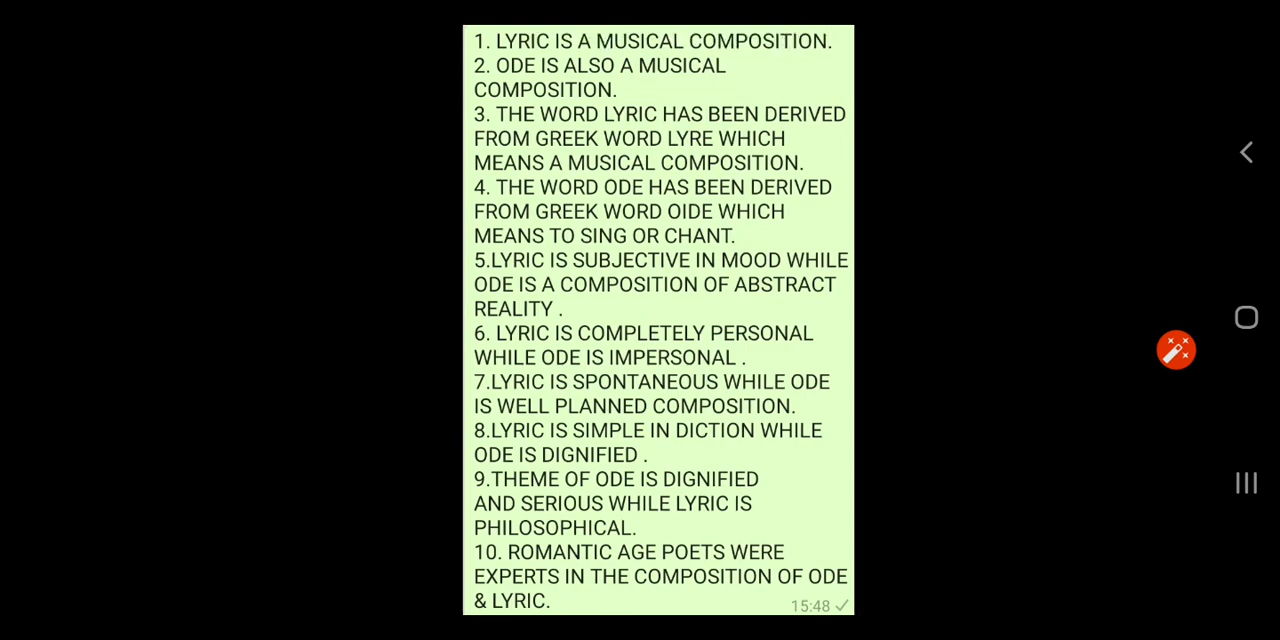 1. LYRIC IS A MUSICAL COMPOSITION.
2. ODE IS ALSO A MUSICAL
COMPOSITION.
3. THE WORD LYRIC HAS BEEN DERIVED
FROM GREEK WORD LYRE WHICH
MEANS A MUSICAL COMPOSITION.
4. THE WORD ODE HAS BEEN DERIVED
FROM GREEK WORD OIDE WHICH
MEANS TO SING OR CHANT.
5.LYRIC IS SUBJECTIVE IN MOOD WHILE
ODE IS A COMPOSITION OF ABSTRACT
REALITY .
6. LYRIC IS COMPLETELY PERSONAL
WHILE ODE IS IMPERSONAL .
7.LYRIC IS SPONTANEOUS WHILE ODE
IS WELL PLANNED COMPOSITION.
8.LYRIC IS SIMPLE IN DICTION WHILE
ODE IS DIGNIFIED .
9.THEME OF ODE IS DIGNIFIED
AND SERIOUS WHILE LYRIC IS
PHILOSOPHICAL.
10. ROMANTIC AGE POETS WERE
EXPERTS IN THE COMPOSITION OF ODE
& LYRIC.
15:48